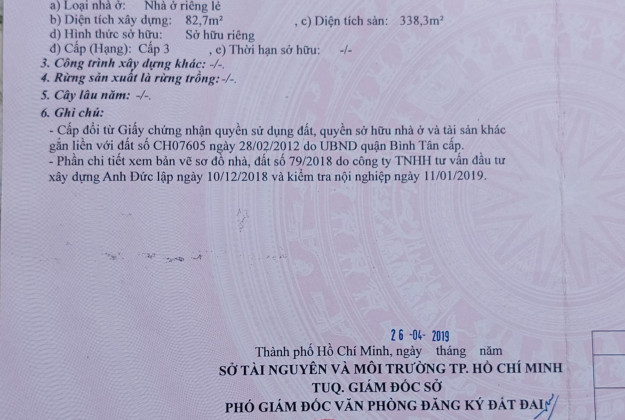 a) Loại nhà ở: Nhà ở riêng lẻ
b) Diện tích xây dựng: 82,7m² , c) Diện tích sàn: 338,3m²
d) Hình thức sở hữu: Sở hữu riêng
đ) Cấp (Hạng): Cấp 3 , e) Thời hạn sở hữu: -/-
3. Công trình xây dựng khác: -/-.
4. Rừng sản xuất là rừng trồng: -/-.
5. Cây lâu năm: -/-.
6. Ghi chú:
- Cấp đổi từ Giấy chứng nhận quyền sử dụng đất, quyền sở hữu nhà ở và tài sản khác
gắn liền với đất số CH07605 ngày 28/02/2012 do UBND quận Bình Tân cấp.
- Phần chi tiết xem bản vẽ sơ đồ nhà, đất số 79/2018 do công ty TNHH tư vấn đầu tư
xây dựng Anh Đức lập ngày 10/12/2018 và kiểm tra nội nghiệp ngày 11/01/2019.
26 -04- 2019
Thành phố Hồ Chí Minh, ngày tháng năm
SỞ TÀI NGUYÊN VÀ MÔI TRƯỜNG TP. HỒ CHÍ MINH
TUQ. GIÁM ĐỐC SỞ
PHÓ GIÁM ĐỐC VĂN PHÒNG ĐĂNG KÝ ĐẤT ĐAI